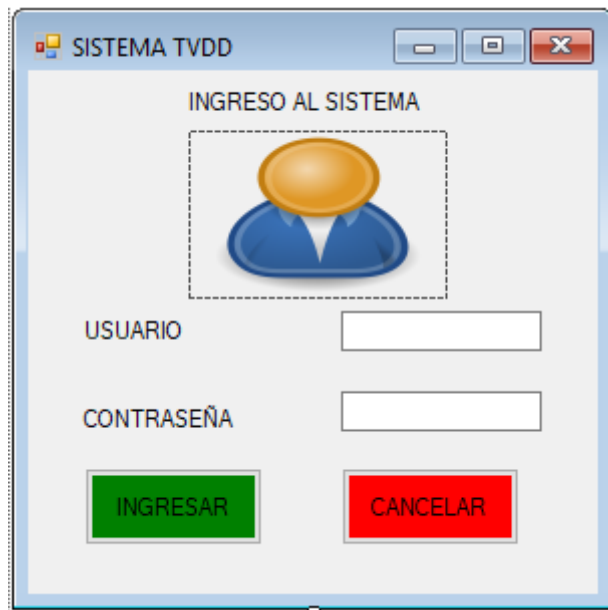 SISTEMA TVDD
INGRESO AL SISTEMA
USUARIO
CONTRASEÑA
INGRESAR CANCELAR